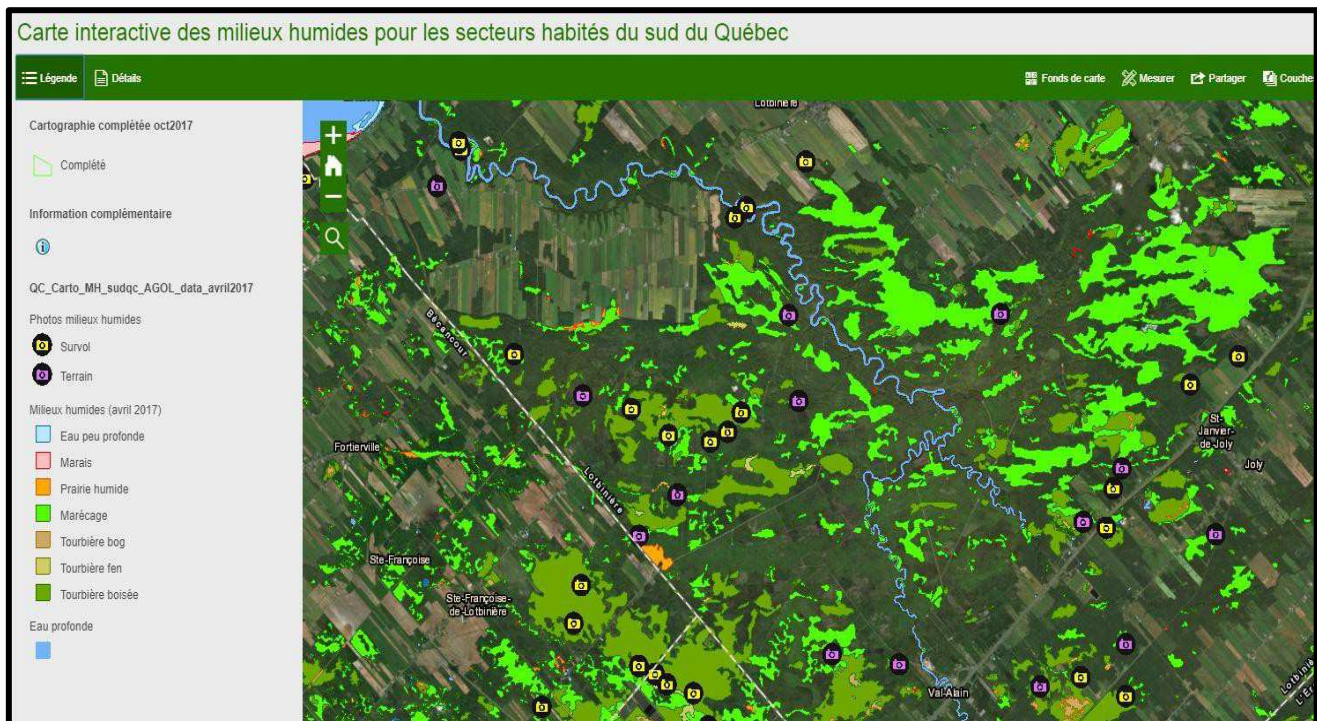 Carte interactive des milieux humides pour les secteurs habités du sud du Québec
Légende
Détails
Fonds de carte
Mesurer
Partager
Couche
Cartographie complétée oct2017
Complété
Information complémentaire
QC_Carto_MH_sudqc_AGOL_data_avril2017
Photos milieux humides
Survol
Terrain
Milieux humides (avril 2017)
Eau peu profonde
Marais
Prairie humide
Marécage
Tourbière bog
Tourbière fen
Tourbière boisée
Eau profonde
Lotbinière
Bécancour
Fortierville
Lotbinière
Ste-Françoise
Ste-Françoise-
de-Lotbinière
St-
Janvier-
de-Joly
Joly
Val-Alain